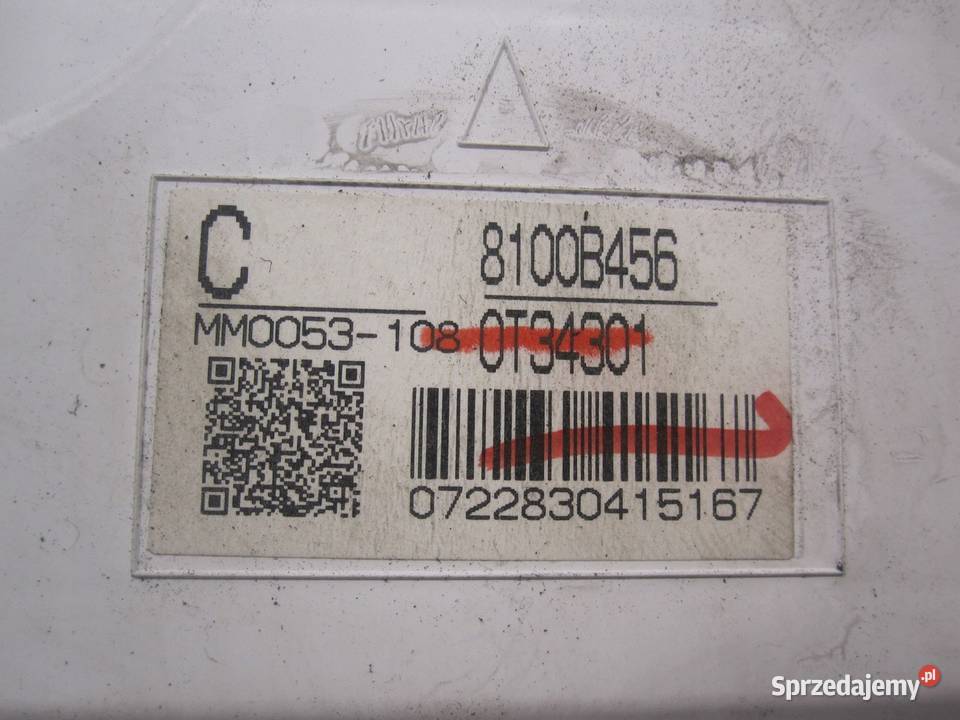 C 8100B456
MM0053-108 0T34301
0722830415167
Sprzedajemy.pl